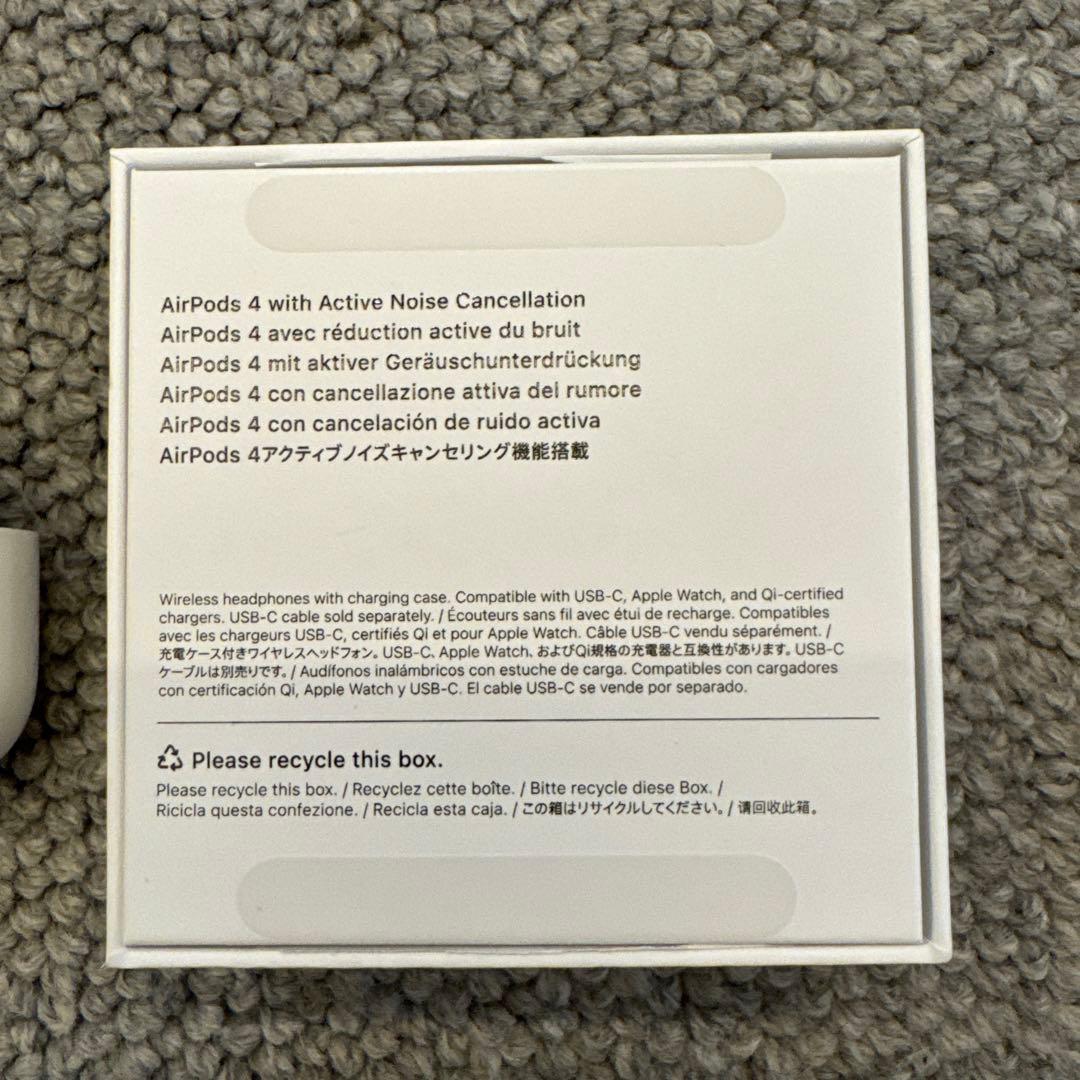 AirPods 4 with Active Noise Cancellation
AirPods 4 avec réduction active du bruit
AirPods 4 mit aktiver Geräuschunterdrückung
AirPods 4 con cancellazione attiva del rumore
AirPods 4 con cancelación de ruido activa
AirPods 4アクティブノイズキャンセリング機能搭載
Wireless headphones with charging case. Compatible with USB-C, Apple Watch, and Qi-certified
chargers. USB-C cable sold separately. / Écouteurs sans fil avec étui de recharge. Compatibles
avec les chargeurs USB-C, certifiés Qi et pour Apple Watch. Câble USB-C vendu séparément. /
充電ケース付きワイヤレスヘッドフォン。USB-C、Apple Watch、およびQi規格の充電器と互換性があります。USB-C
ケーブルは別売りです。/ Audífonos inalámbricos con estuche de carga. Compatibles con cargadores
con certificación Qi, Apple Watch y USB-C. El cable USB-C se vende por separado.
Please recycle this box.
Please recycle this box. / Recyclez cette boîte. / Bitte recycle diese Box. /
Ricicla questa confezione. / Recicla esta caja. / この箱はリサイクルしてください。/ 请回收此箱。